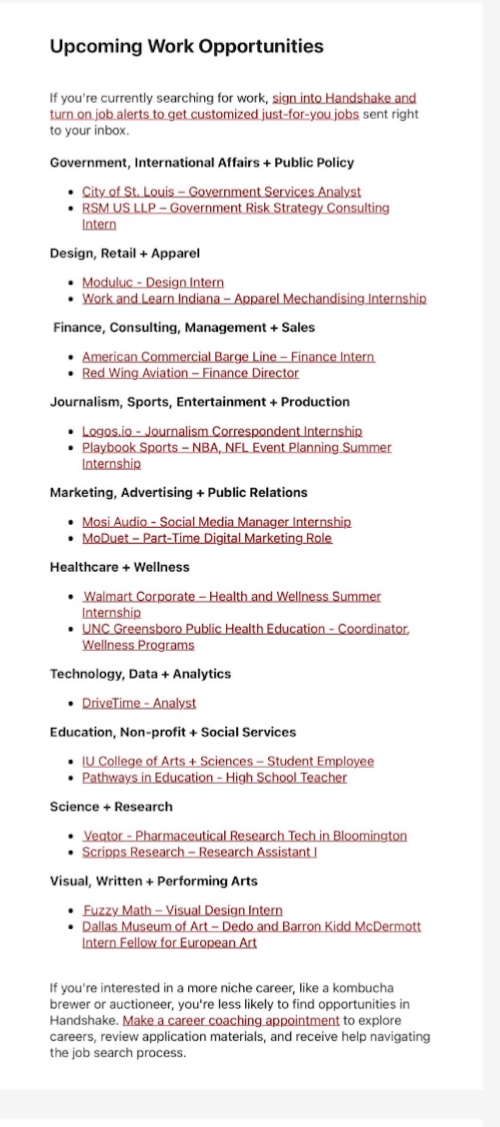 Upcoming Work Opportunities
If you're currently searching for work, sign into Handshake and
turn on job alerts to get customized just-for-you jobs sent right
to your inbox.
Government, International Affairs + Public Policy
• City of St. Louis – Government Services Analyst
• RSM US LLP – Government Risk Strategy Consulting
Intern
Design, Retail + Apparel
• Moduluc - Design Intern
• Work and Learn Indiana – Apparel Mechandising Internship
Finance, Consulting, Management + Sales
• American Commercial Barge Line – Finance Intern
• Red Wing Aviation – Finance Director
Journalism, Sports, Entertainment + Production
• Logos.io - Journalism Correspondent Internship
• Playbook Sports – NBA, NFL Event Planning Summer
Internship
Marketing, Advertising + Public Relations
• Mosi Audio - Social Media Manager Internship
• MoDuet – Part-Time Digital Marketing Role
Healthcare + Wellness
• Walmart Corporate – Health and Wellness Summer
Internship
• UNC Greensboro Public Health Education - Coordinator,
Wellness Programs
Technology, Data + Analytics
• DriveTime - Analyst
Education, Non-profit + Social Services
• IU College of Arts + Sciences – Student Employee
• Pathways in Education - High School Teacher
Science + Research
• Veqtor - Pharmaceutical Research Tech in Bloomington
• Scripps Research – Research Assistant I
Visual, Written + Performing Arts
• Fuzzy Math – Visual Design Intern
• Dallas Museum of Art – Dedo and Barron Kidd McDermott
Intern Fellow for European Art
If you're interested in a more niche career, like a kombucha
brewer or auctioneer, you're less likely to find opportunities in
Handshake. Make a career coaching appointment to explore
careers, review application materials, and receive help navigating
the job search process.